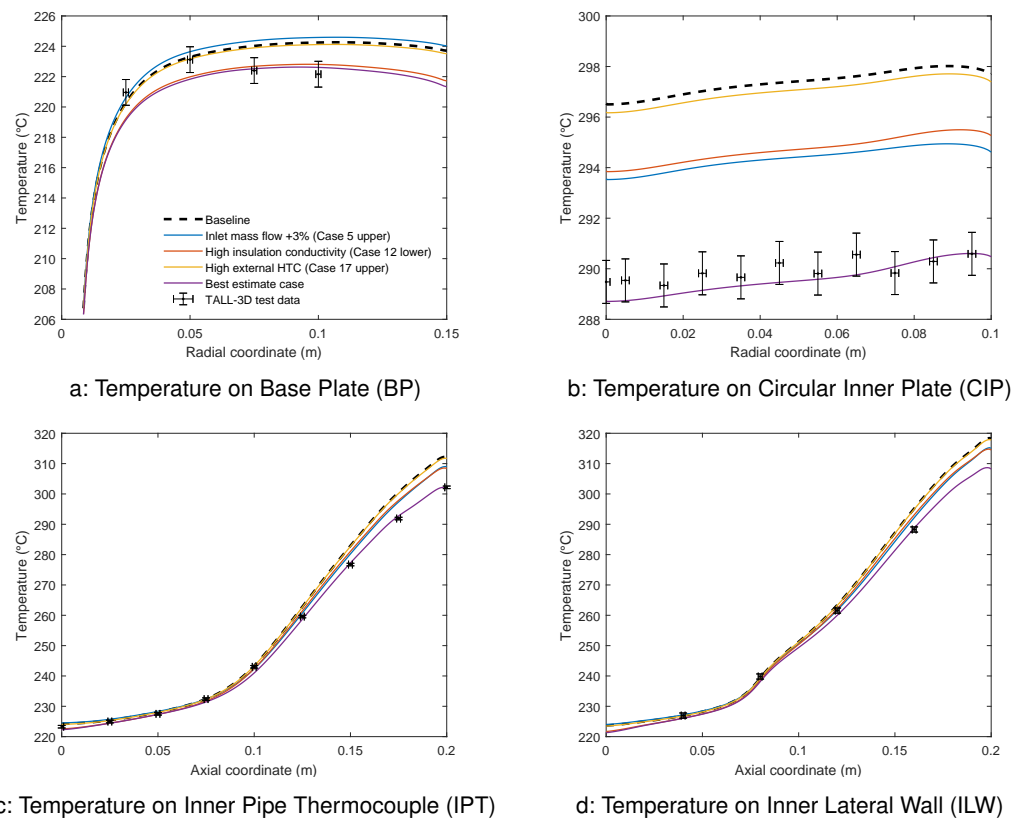 226
224
222
220
218
216
214
212
210
208
206
Temperature (°C)
Baseline
Inlet mass flow +3% (Case 5 upper)
High insulation conductivity (Case 12 lower)
High external HTC (Case 17 upper)
Best estimate case
TALL-3D test data
0 0.05 0.1 0.15
Radial coordinate (m)
a: Temperature on Base Plate (BP)
300
298
296
294
292
290
288
Temperature (°C)
0 0.02 0.04 0.06 0.08 0.1
Radial coordinate (m)
b: Temperature on Circular Inner Plate (CIP)
320
310
300
290
280
270
260
250
240
230
220
Temperature (°C)
0 0.05 0.1 0.15 0.2
Axial coordinate (m)
c: Temperature on Inner Pipe Thermocouple (IPT)
320
310
300
290
280
270
260
250
240
230
220
Temperature (°C)
0 0.05 0.1 0.15 0.2
Axial coordinate (m)
d: Temperature on Inner Lateral Wall (ILW)